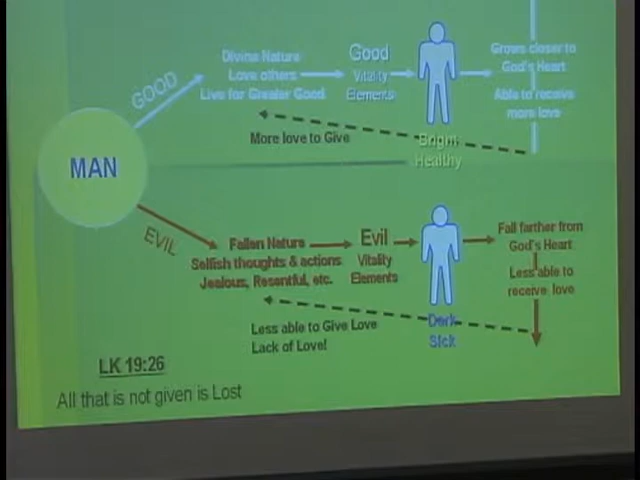 MAN
GOOD
Divine Nature
Love others
Live for Greater Good
Good
Vitality
Elements
Bright
Healthy
Grows closer to
God's Heart
Able to receive
more love
More love to Give
EVIL
Fallen Nature
Selfish thoughts & actions
Jealous, Resentful, etc.
Evil
Vitality
Elements
Dark
Sick
Fall farther from
God's Heart
Less able to
receive love
Less able to Give Love
Lack of Love!
LK 19:26
All that is not given is Lost